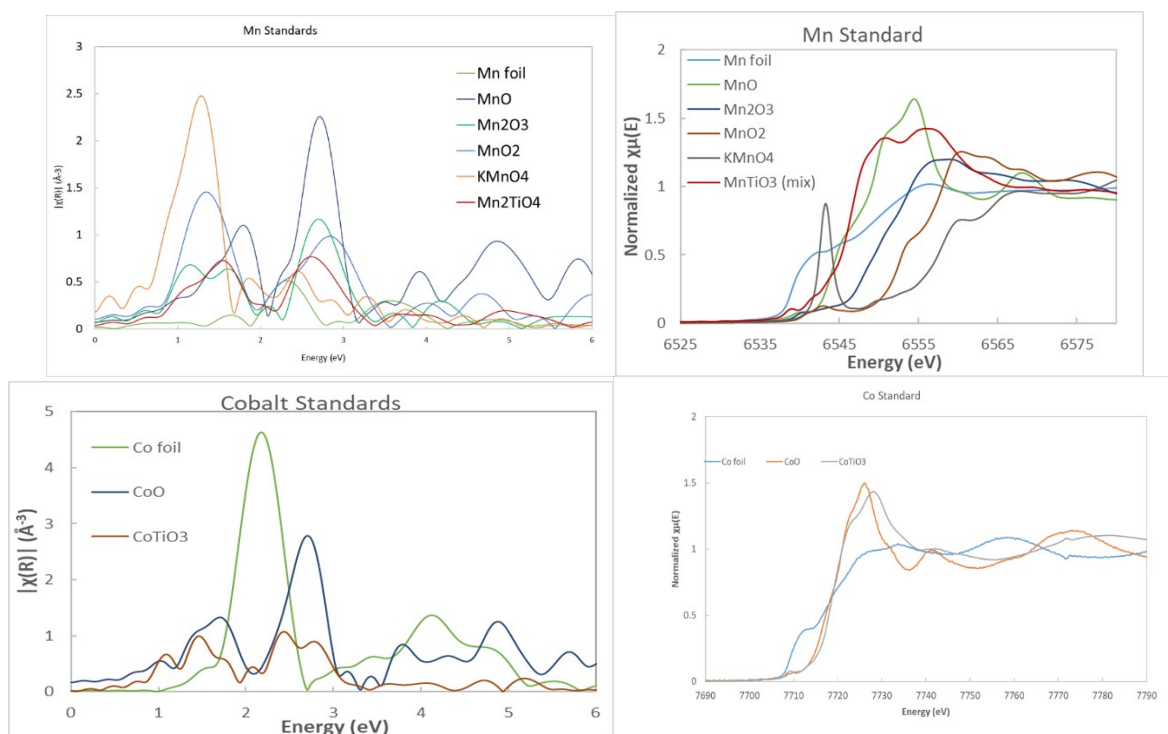 Mn Standards
3
2.5
2
1.5
1
0.5
0
|χ(R)| (Å-3)
Mn foil
MnO
Mn2O3
MnO2
KMnO4
Mn2TiO4
0 1 2 3 4 5 6
Energy (eV)
Mn Standard
2
1.5
1
0.5
0
Normalized χμ(E)
Mn foil
MnO
Mn2O3
MnO2
KMnO4
MnTiO3 (mix)
6525 6535 6545 6555 6565 6575
Energy (eV)
Cobalt Standards
5
4
3
2
1
0
|χ(R)| (Å-3)
Co foil
CoO
CoTiO3
0 1 2 3 4 5 6
Energy (eV)
Co Standard
2
1.5
1
0.5
0
Normalized χμ(E)
Co foil CoO CoTiO3
7690 7700 7710 7720 7730 7740 7750 7760 7770 7780 7790
Energy (eV)